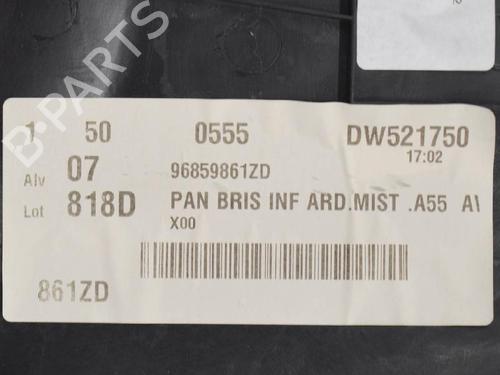 B-PARTS
2
1 50 0555 DW521750
17:02
Alv 07 96859861ZD
Lot 818D PAN BRIS INF ARD.MIST .A55
X00
861ZD